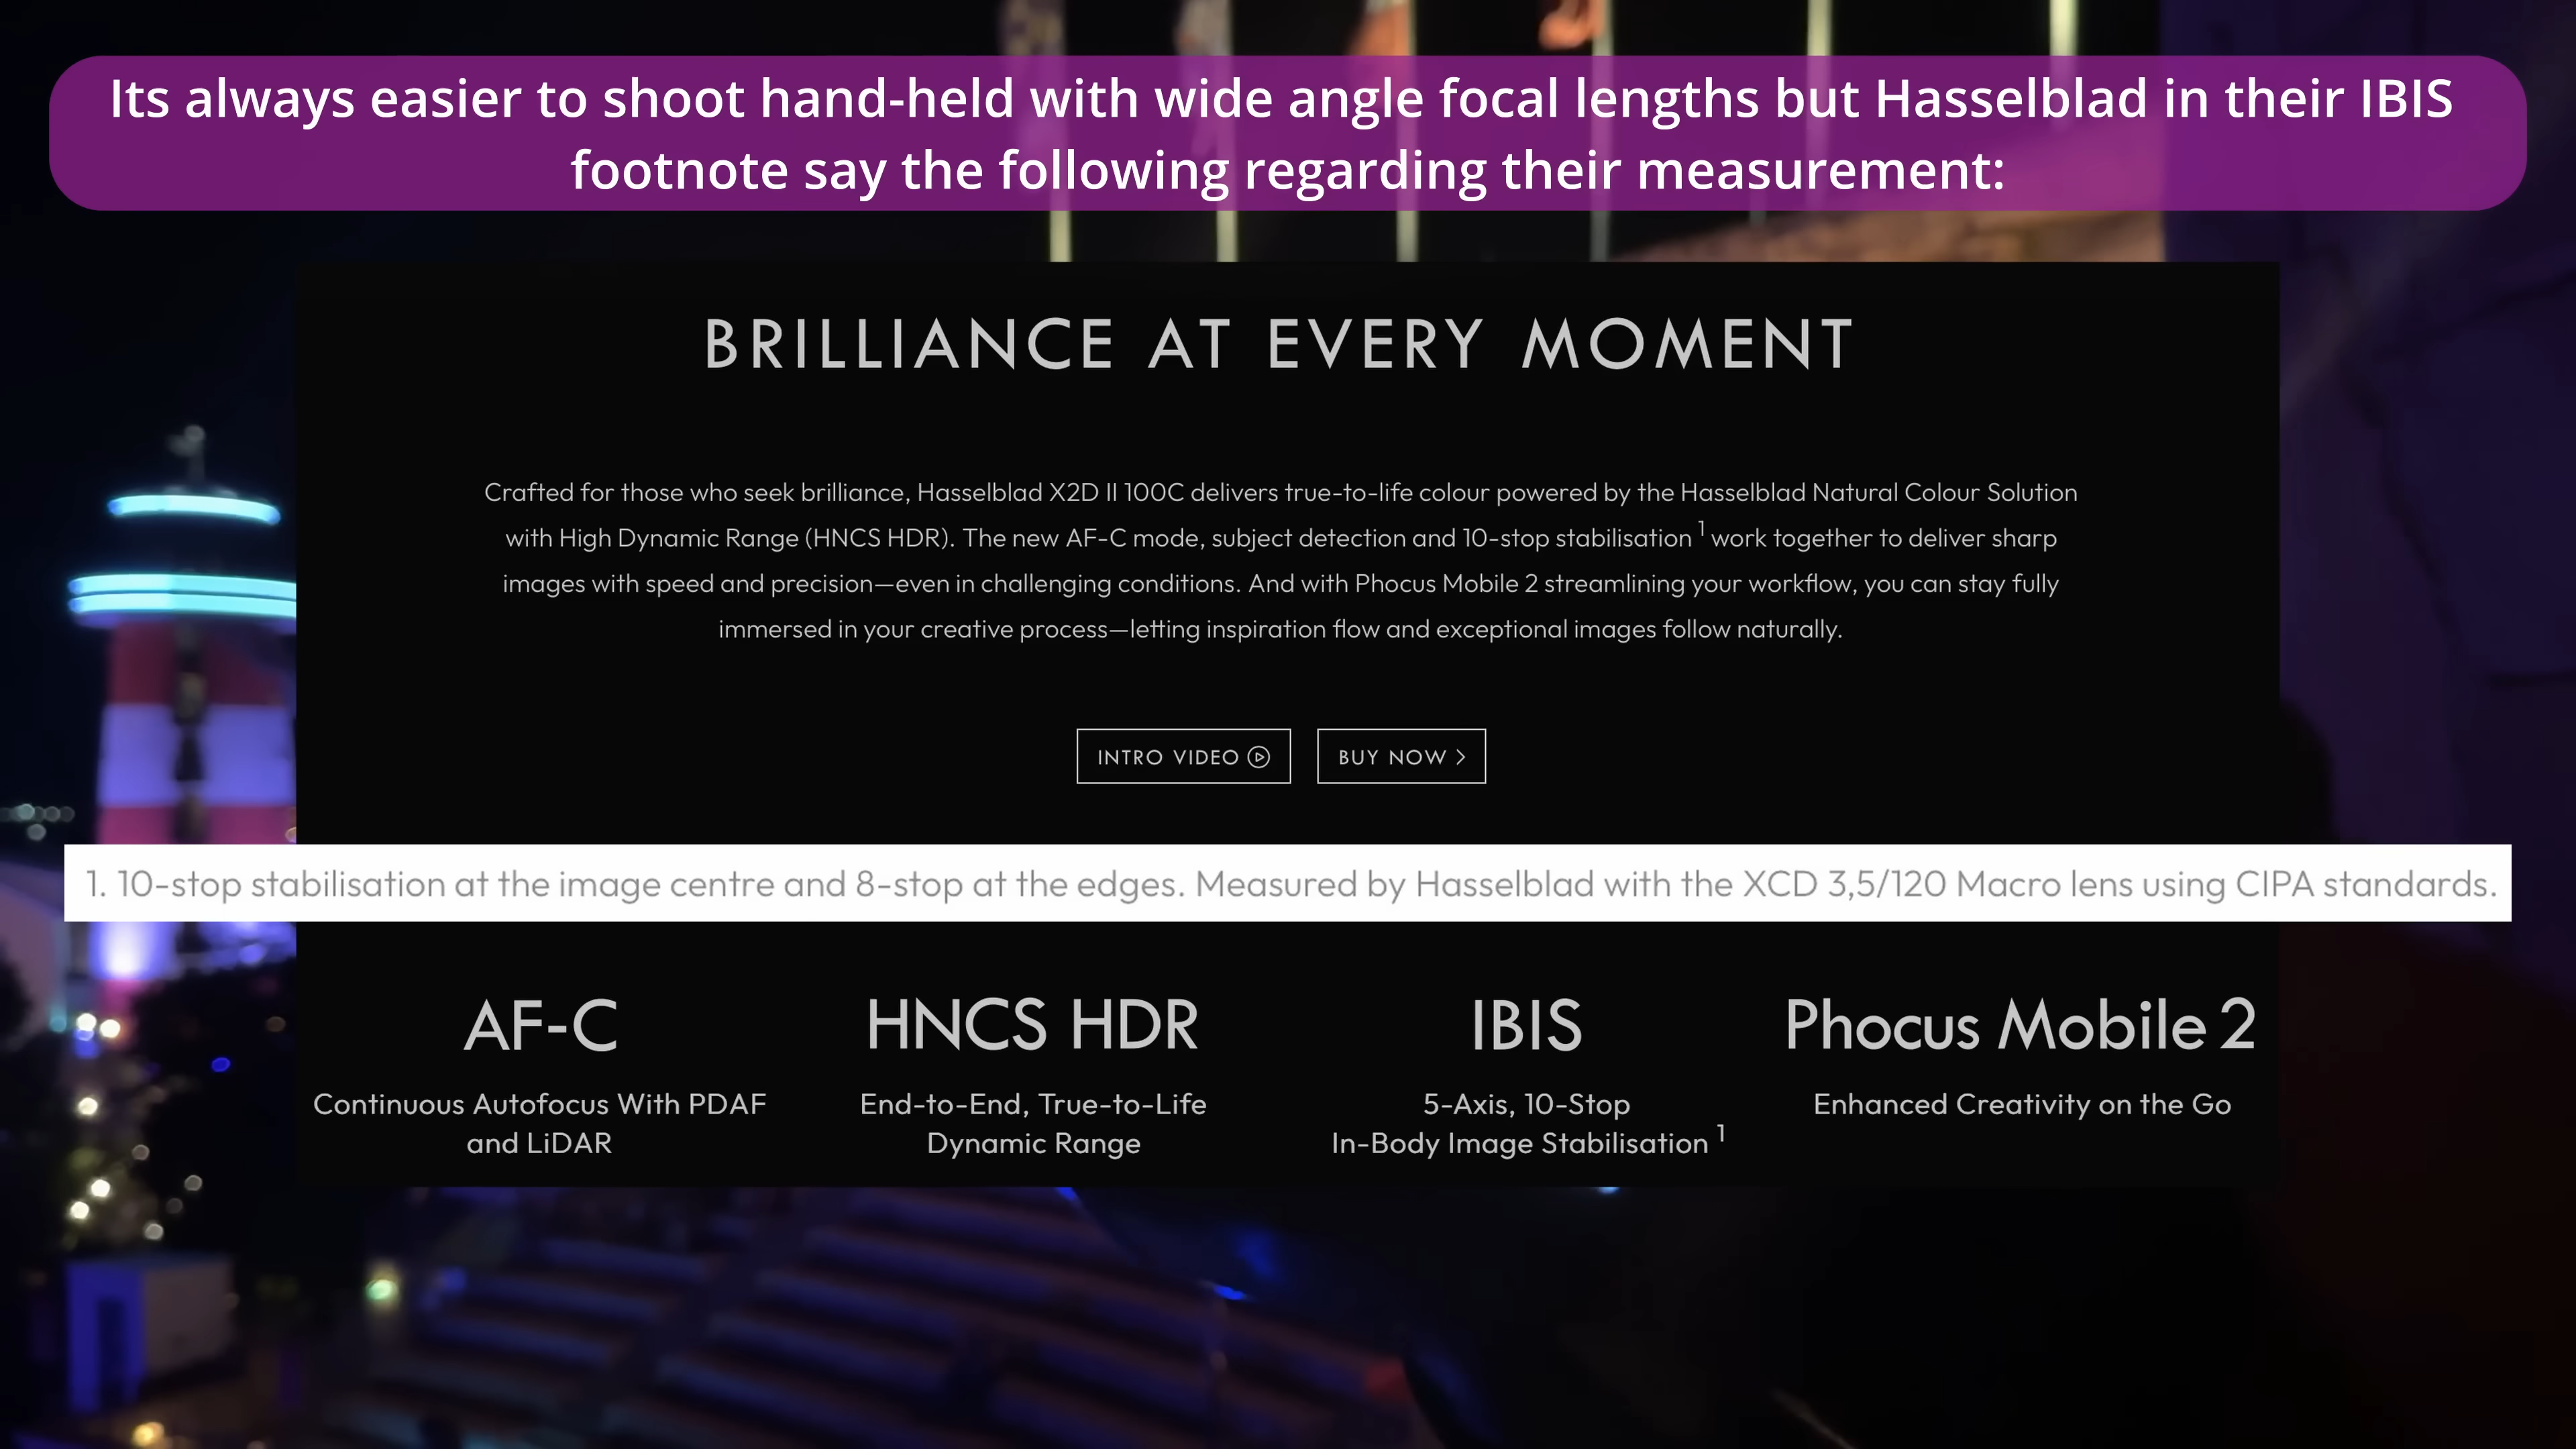 Its always easier to shoot hand-held with wide angle focal lengths but Hasselblad in their IBIS
footnote say the following regarding their measurement:
BRILLIANCE AT EVERY MOMENT
Crafted for those who seek brilliance, Hasselblad X2D II 100C delivers true-to-life colour powered by the Hasselblad Natural Colour Solution
with High Dynamic Range (HNCS HDR). The new AF-C mode, subject detection and 10-stop stabilisation 1 work together to deliver sharp
images with speed and precision—even in challenging conditions. And with Phocus Mobile 2 streamlining your workflow, you can stay fully
immersed in your creative process—letting inspiration flow and exceptional images follow naturally.
INTRO VIDEO
BUY NOW >
1. 10-stop stabilisation at the image centre and 8-stop at the edges. Measured by Hasselblad with the XCD 3,5/120 Macro lens using CIPA standards.
AF-C
Continuous Autofocus With PDAF
and LiDAR
HNCS HDR
End-to-End, True-to-Life
Dynamic Range
IBIS
5-Axis, 10-Stop
In-Body Image Stabilisation 1
Phocus Mobile 2
Enhanced Creativity on the Go